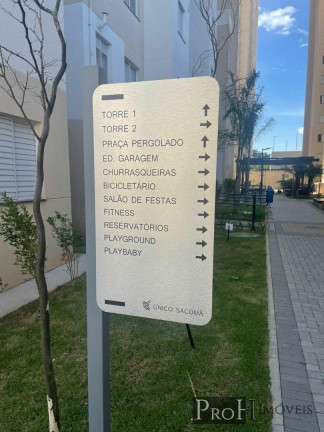 TORRE 1 ↑
TORRE 2 →
PRAÇA PERGOLADO ↑
ED. GARAGEM →
CHURRASQUEIRAS →
BICICLETÁRIO →
SALÃO DE FESTAS →
FITNESS →
RESERVATÓRIOS →
PLAYGROUND →
PLAYBABY →
ÚNICO SACOMÃ
PROH IMÓVEIS